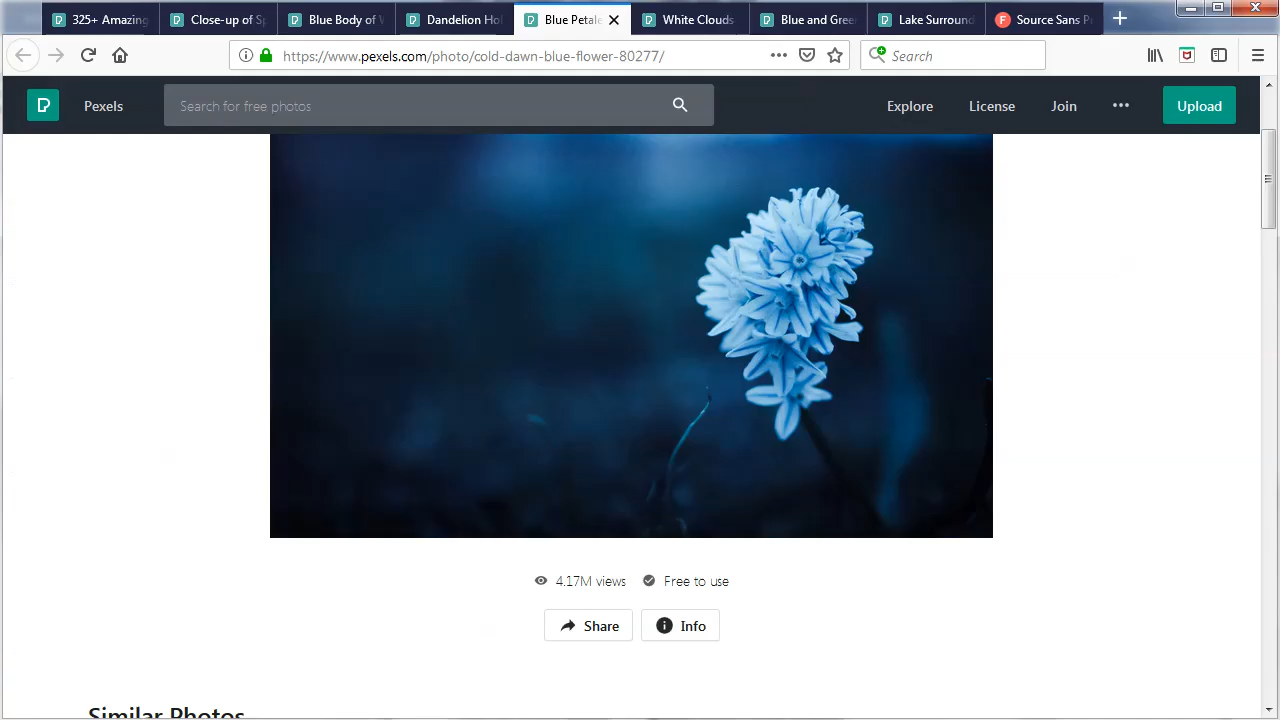 325+ Amazing
Close-up of Sp
Blue Body of W
Dandelion Hol
Blue Petale
White Clouds
Blue and Green
Lake Surround
Source Sans P
https://www.pexels.com/photo/cold-dawn-blue-flower-80277/
Search
Pexels
Search for free photos
Explore
License
Join
Upload
4.17M views
Free to use
Share
Info
Similar Photos